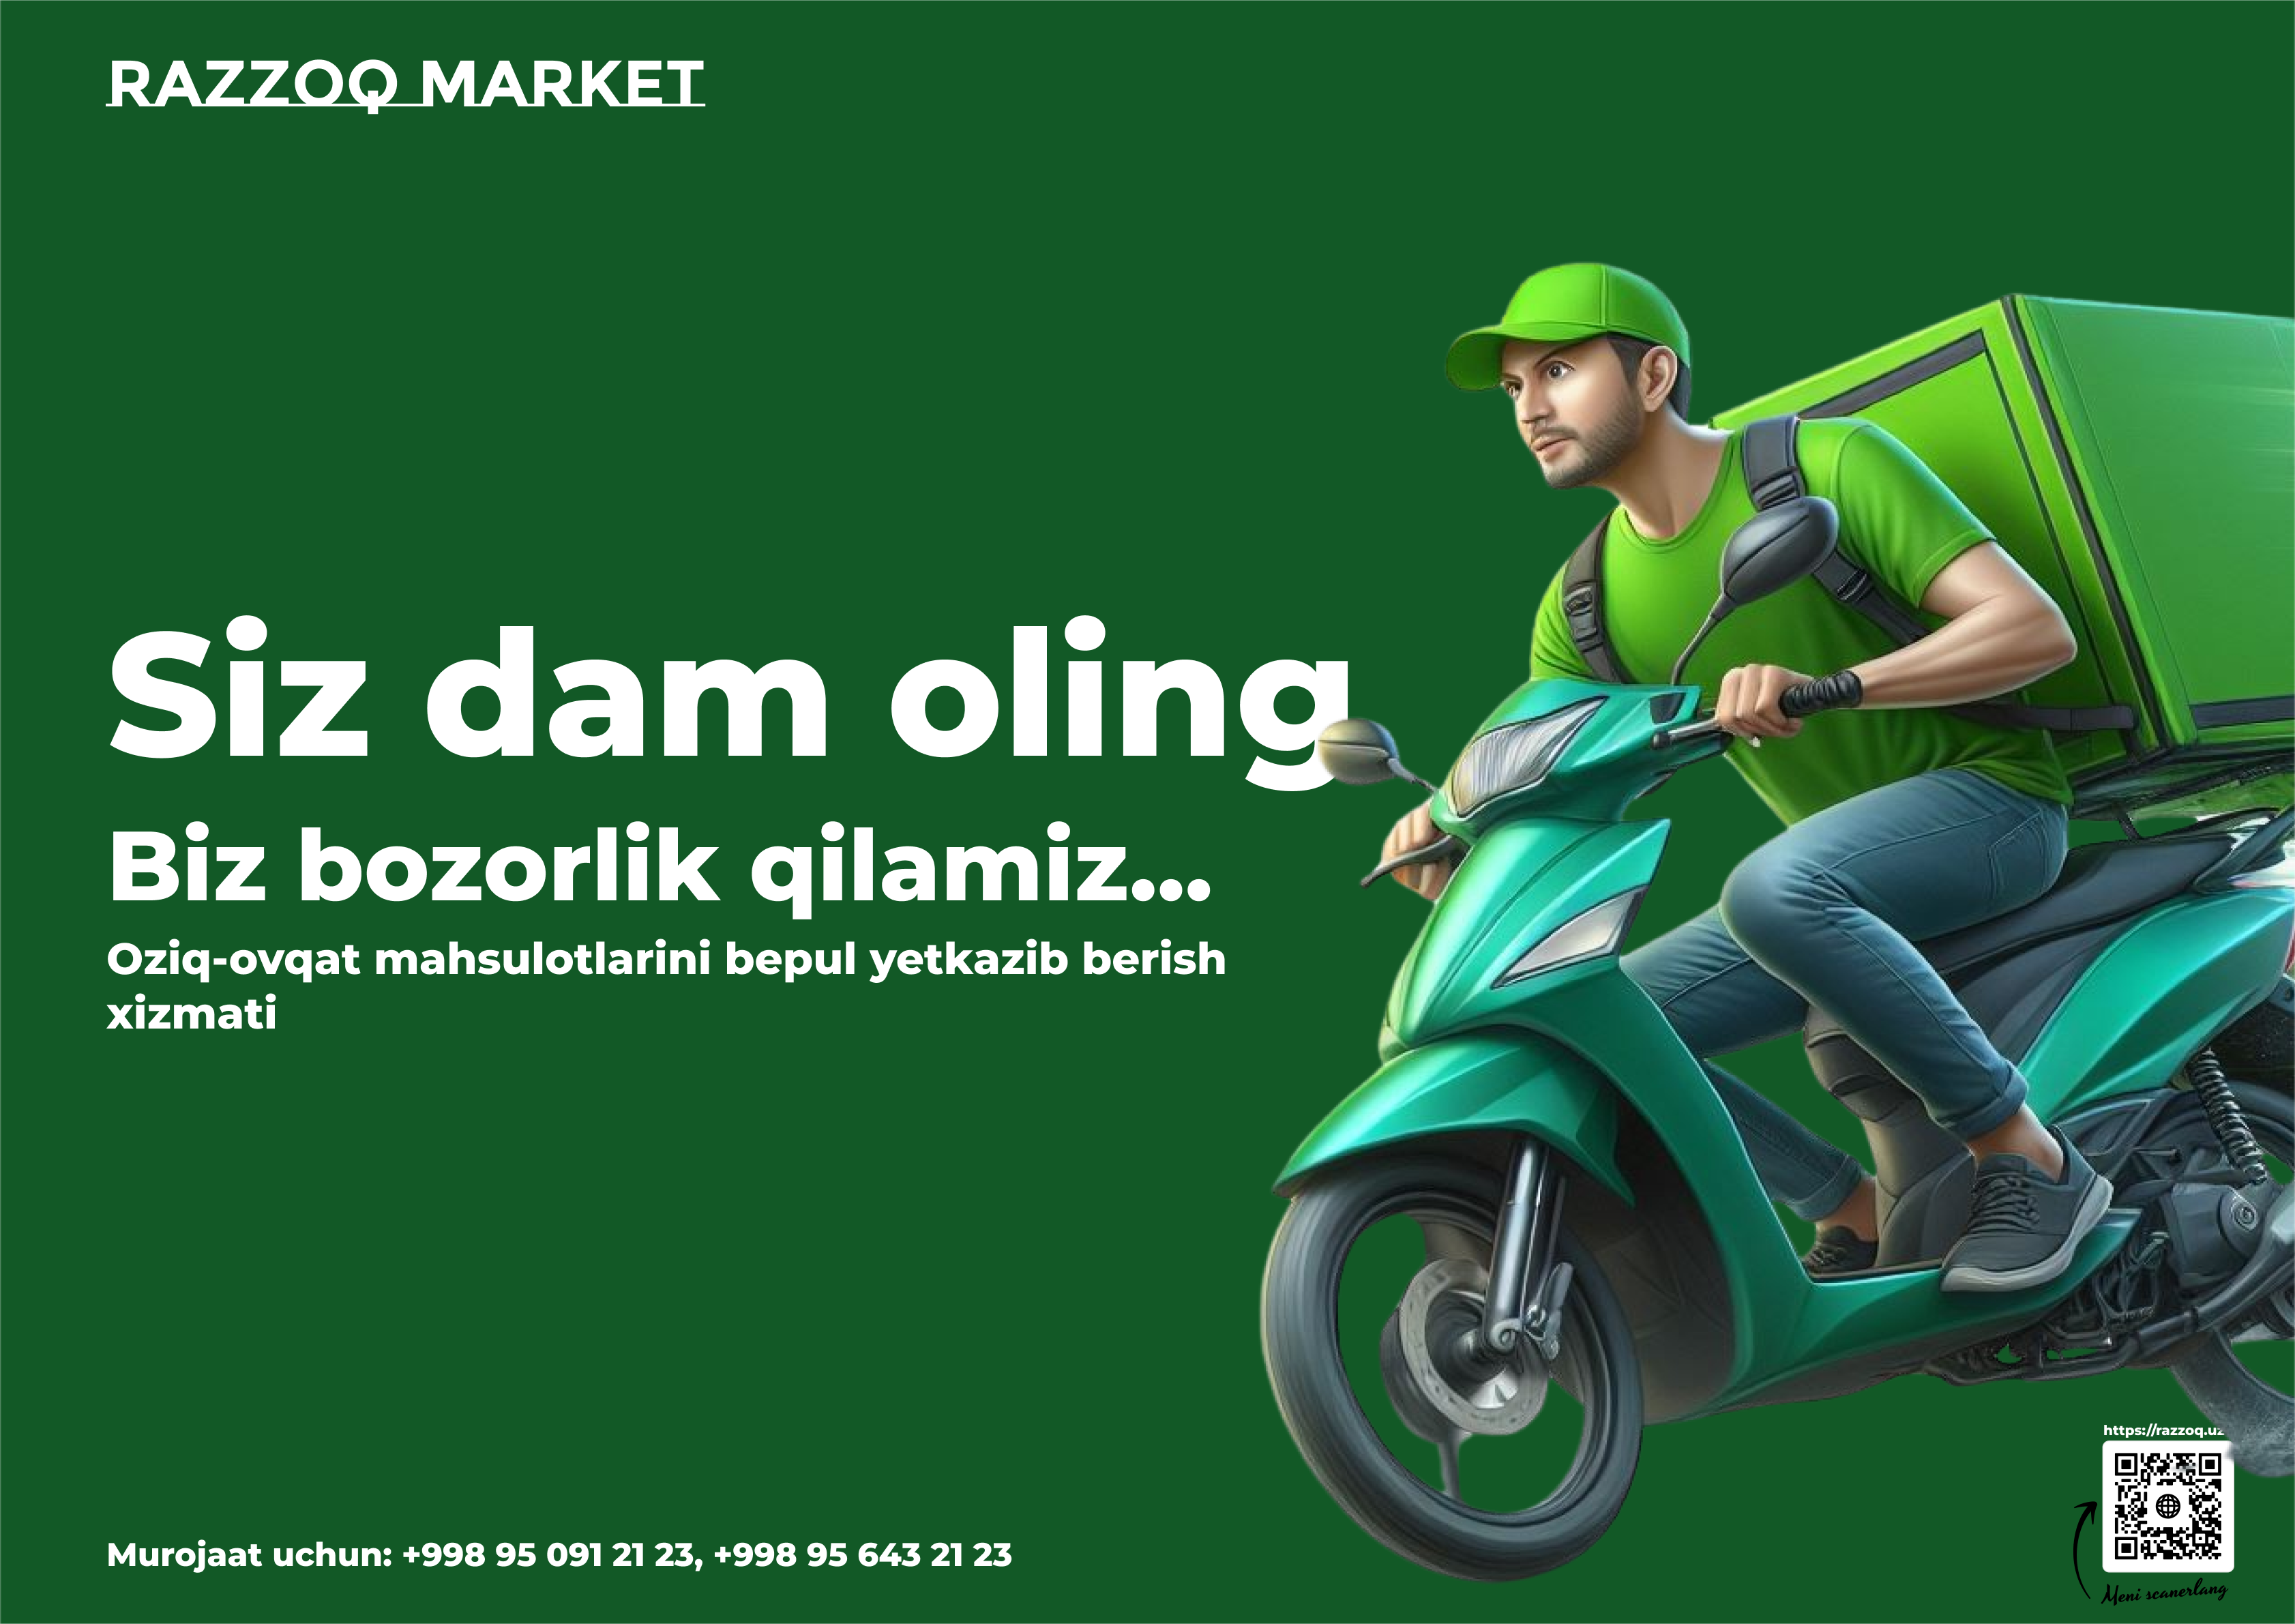 RAZZOQ MARKET
Siz dam oling
Biz bozorlik qilamiz...
Oziq-ovqat mahsulotlarini bepul yetkazib berish
xizmati
https://razzoq.uz
Murojaat uchun: +998 95 091 21 23, +998 95 643 21 23
Meni scanerlang